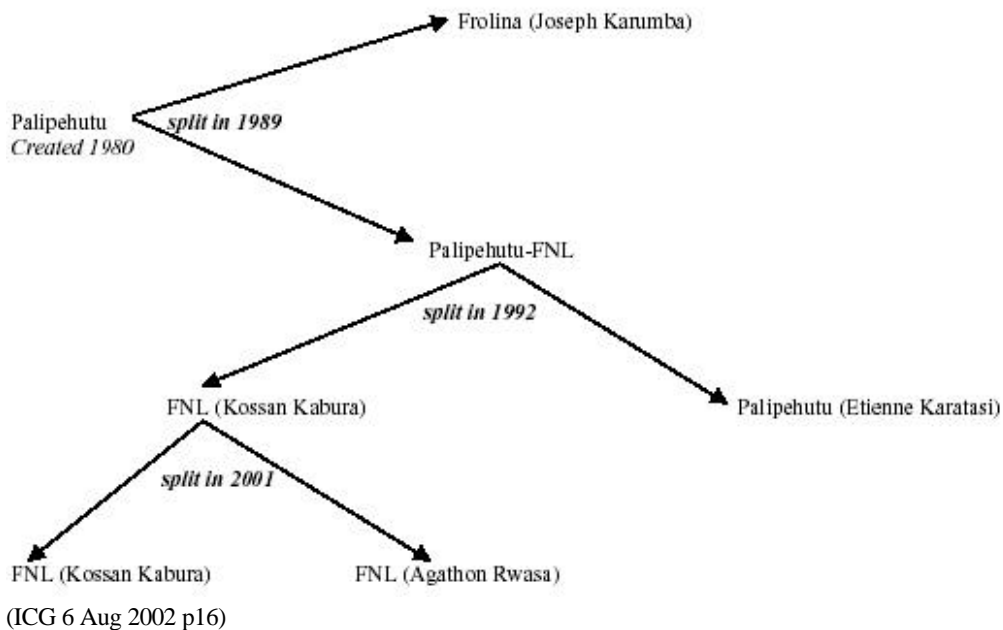 Frolina (Joseph Karumba)
Palipehutu
split in 1989
Created 1980
Palipehutu-FNL
split in 1992
FNL (Kossan Kabura)
Palipehutu (Etienne Karatasi)
split in 2001
FNL (Kossan Kabura)
FNL (Agathon Rwasa)
(ICG 6 Aug 2002 p16)